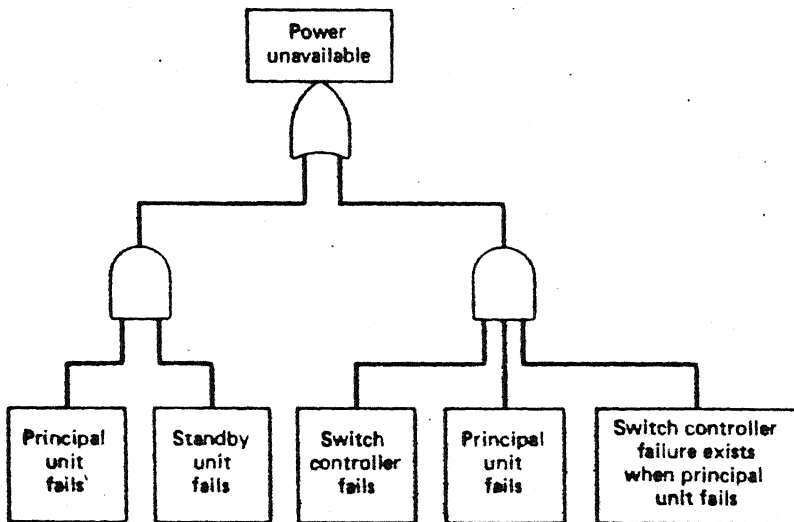 Power
unavailable
Principal
unit
fails
Standby
unit
fails
Switch
controller
fails
Principal
unit
fails
Switch controller
failure exists
when principal
unit fails